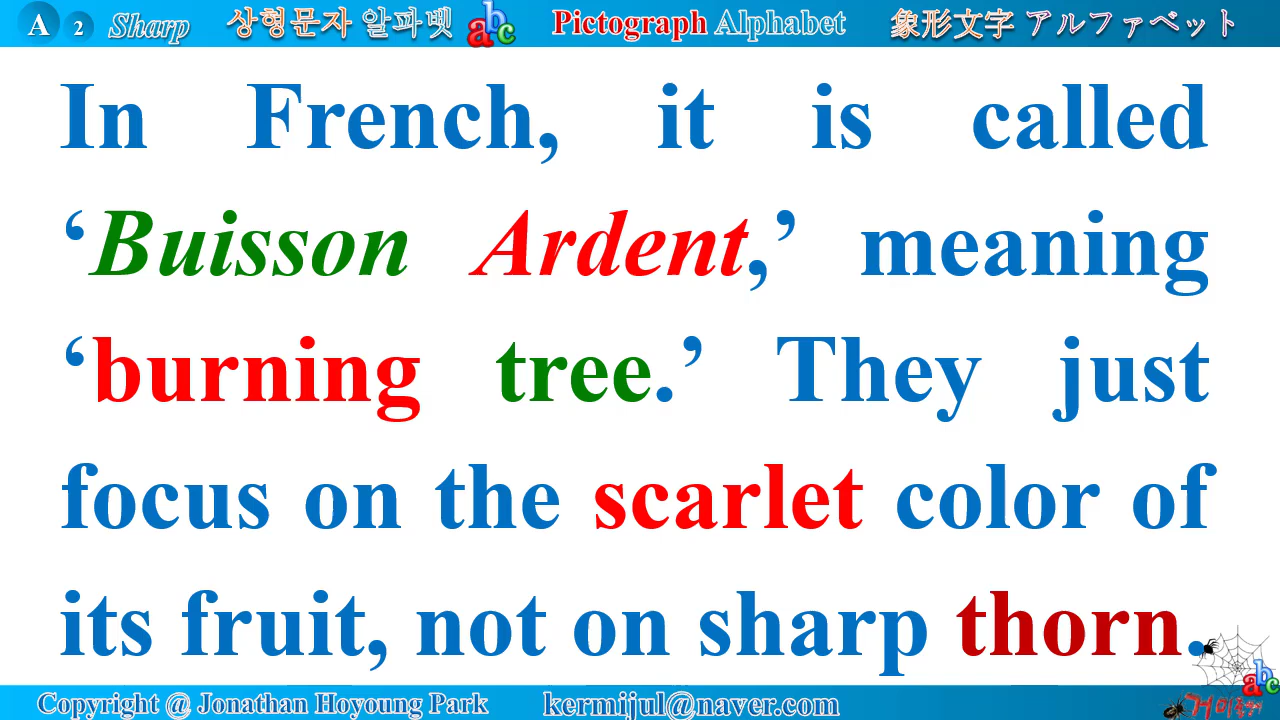 A 2 Sharp 상형문자 알파벳 abc Pictograph Alphabet 象形文字 アルファベット
In French, it is called
‘Buisson Ardent,’ meaning
‘burning tree.’ They just
focus on the scarlet color of
its fruit, not on sharp thorn.
Copyright @ Jonathan Hoyoung Park kermijul@naver.com abc